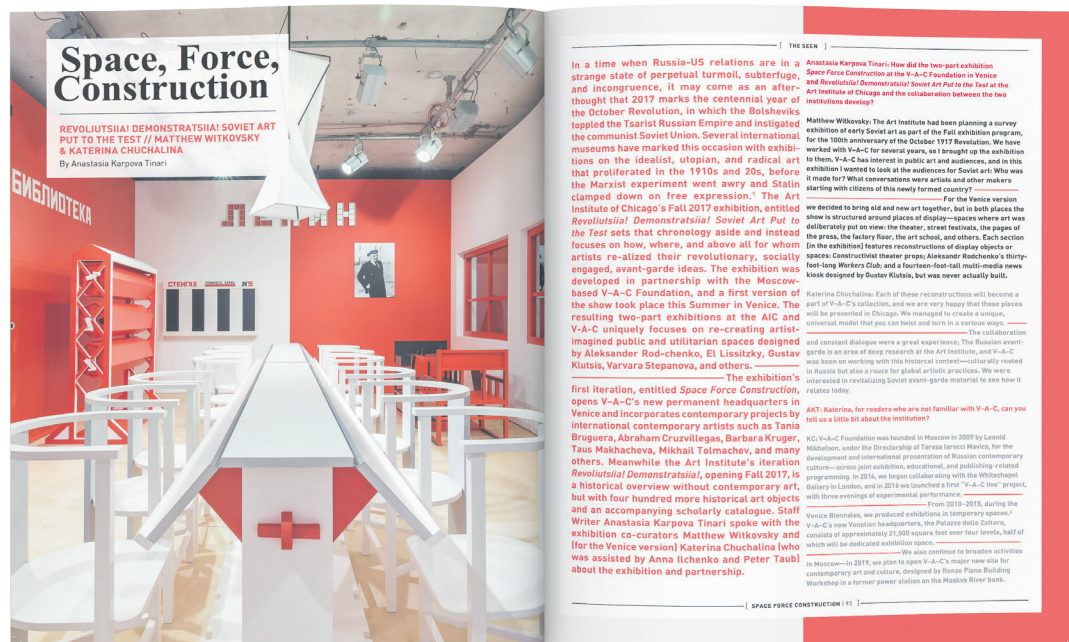 Space, Force,
Construction
REVOLIUTSIIA! DEMONSTRATSIIA! SOVIET ART
PUT TO THE TEST // MATTHEW WITKOVSKY
& KATERINA CHUCHALINA
By Anastasia Karpova Tinari
БИБЛИОТЕКА
ЛЕНИН
СТЕНГАЗ
№5
[ THE SEEN ]
In a time when Russia-US relations are in a
strange state of perpetual turmoil, subterfuge,
and incongruence, it may come as an after-
thought that 2017 marks the centennial year of
the October Revolution, in which the Bolsheviks
toppled the Tsarist Russian Empire and instigated
the communist Soviet Union. Several international
museums have marked this occasion with exhibi-
tions on the idealist, utopian, and radical art
that proliferated in the 1910s and 20s, before
the Marxist experiment went awry and Stalin
clamped down on free expression.¹ The Art
Institute of Chicago's Fall 2017 exhibition, entitled
Revoliutsiia! Demonstratsiia! Soviet Art Put to
the Test sets that chronology aside and instead
focuses on how, where, and above all for whom
artists re-alized their revolutionary, socially
engaged, avant-garde ideas. The exhibition was
developed in partnership with the Moscow-
based V–A–C Foundation, and a first version of
the show took place this Summer in Venice. The
resulting two-part exhibitions at the AIC and
V-A-C uniquely focuses on re-creating artist-
imagined public and utilitarian spaces designed
by Aleksander Rod-chenko, El Lissitzky, Gustav
Klutsis, Varvara Stepanova, and others.
The exhibition's
first iteration, entitled Space Force Construction,
opens V–A–C's new permanent headquarters in
Venice and incorporates contemporary projects by
international contemporary artists such as Tania
Bruguera, Abraham Cruzvillegas, Barbara Kruger,
Taus Makhacheva, Mikhail Tolmachev, and many
others. Meanwhile the Art Institute's iteration
Revoliutsiia! Demonstratsiia!, opening Fall 2017, is
a historical overview without contemporary art,
but with four hundred more historical art objects
and an accompanying scholarly catalogue. Staff
Writer Anastasia Karpova Tinari spoke with the
exhibition co-curators Matthew Witkovsky and
(for the Venice version) Katerina Chuchalina (who
was assisted by Anna Ilchenko and Peter Taub)
about the exhibition and partnership.
Anastasia Karpova Tinari: How did the two-part exhibition
Space Force Construction at the V–A–C Foundation in Venice
and Revoliutsiia! Demonstratsiia! Soviet Art Put to the Test at the
Art Institute of Chicago and the collaboration between the two
institutions develop?
Matthew Witkovsky: The Art Institute had been planning a survey
exhibition of early Soviet art as part of the Fall exhibition program,
for the 100th anniversary of the October 1917 Revolution. We have
worked with V–A–C for several years, so I brought up the exhibition
to them. V–A–C has interest in public art and audiences, and in this
exhibition I wanted to look at the audiences for Soviet art: Who was
it made for? What conversations were artists and other makers
starting with citizens of this newly formed country?
For the Venice version
we decided to bring old and new art together, but in both places the
show is structured around places of display—spaces where art was
deliberately put on view: the theater, street festivals, the pages of
the press, the factory floor, the art school, and others. Each section
(in the exhibition) features reconstructions of display objects or
spaces: Constructivist theater props; Aleksandr Rodchenko's thirty-
foot-long Workers Club; and a fourteen-foot-tall multi-media news
kiosk designed by Gustav Klutsis, but was never actually built.
Katerina Chuchalina: Each of these reconstructions will become a
part of V–A–C's collection, and we are very happy that these pieces
will be presented in Chicago. We managed to create a unique,
universal model that you can twist and turn in a various ways.
The collaboration
and constant dialogue were a great experience; The Russian avant-
garde is an area of deep research at the Art Institute, and V–A–C
was keen on working with this historcal context—culturally rooted
in Russia but also a rouce for global artistic practices. We were
interested in revitalizing Soviet avant-garde material to see how it
relates today.
AKT: Katerina, for readers who are not familiar with V–A–C, can you
tell us a little bit about the institution?
KC: V–A–C Foundation was founded in Moscow in 2009 by Leonid
Mikhelson, under the Directorship of Teresa Iarocci Mavica, for the
development and international presentation of Russian contemporary
culture—across joint exhibition, educational, and publishing-related
programming. In 2014, we began collaborating with the Whitechapel
Gallery in London, and in 2016 we launched a first "V–A–C live" project,
with three evenings of experimental performance.
From 2010–2015, during the
Venice Biennales, we produced exhibitions in temporary spaces.²
V–A–C's new Venetian headquarters, the Palazzo delle Zattere,
consists of approximately 21,500 square feet over four levels, half of
which will be dedicated exhibition space.
We also continue to broaden activities
in Moscow—in 2019, we plan to open V–A–C's major new site for
contemporary art and culture, designed by Renzo Piano Building
Workshop in a former power station on the Moskva River bank.
[ SPACE FORCE CONSTRUCTION | 93 ]